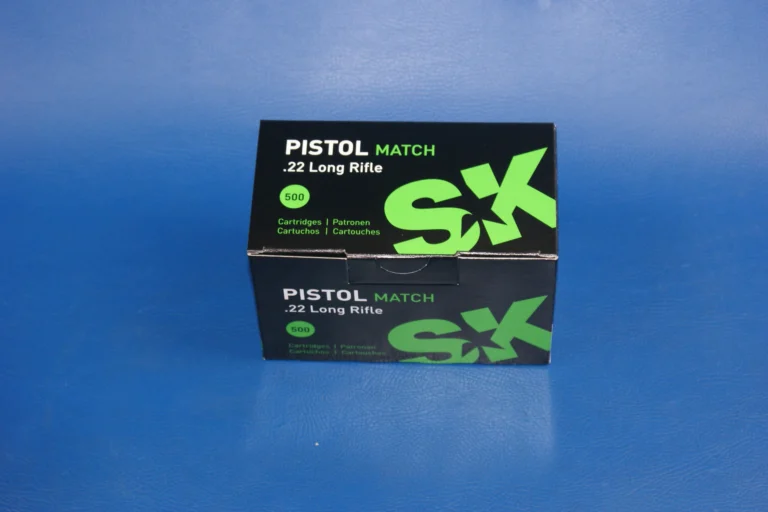 PISTOL MATCH
.22 Long Rifle
500
Cartridges | Patronen
Cartuchos | Cartouches
SK
PISTOL MATCH
.22 Long Rifle
500
Cartridges | Patronen
Cartuchos | Cartouches
SK